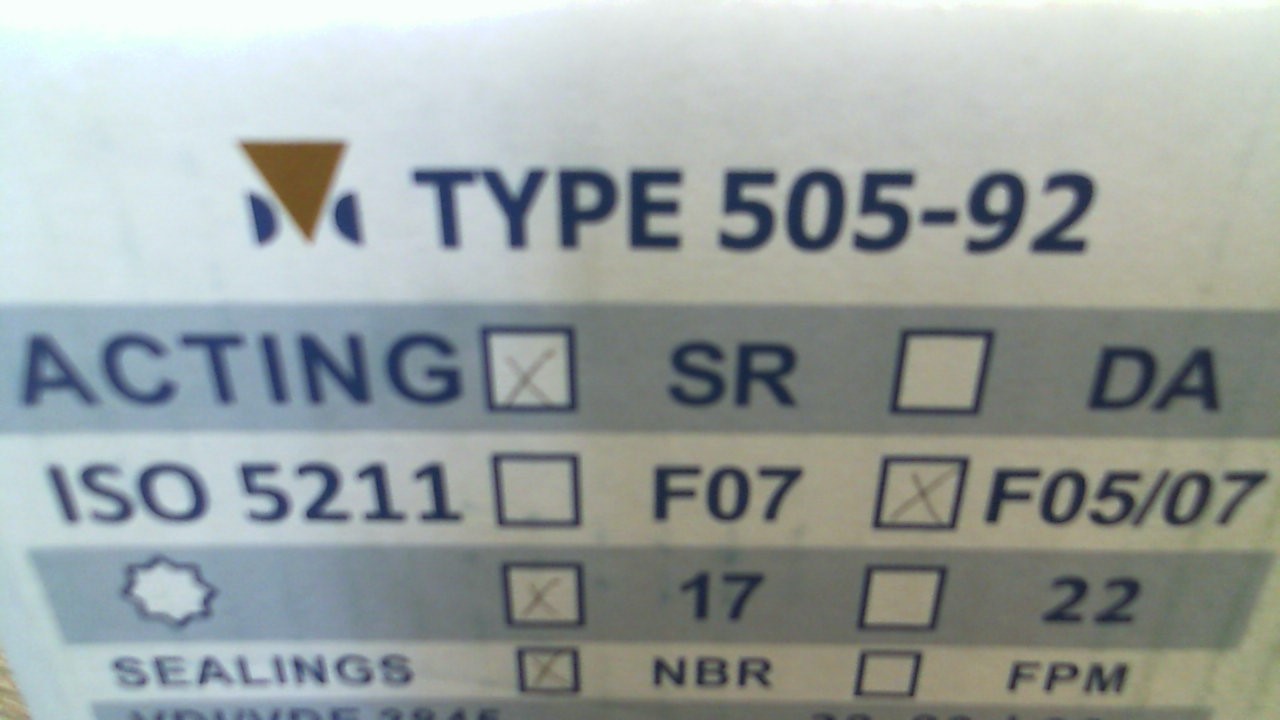 TYPE 505-92
ACTING SR DA
ISO 5211 F07 F05/07
17 22
SEALINGS NBR FPM